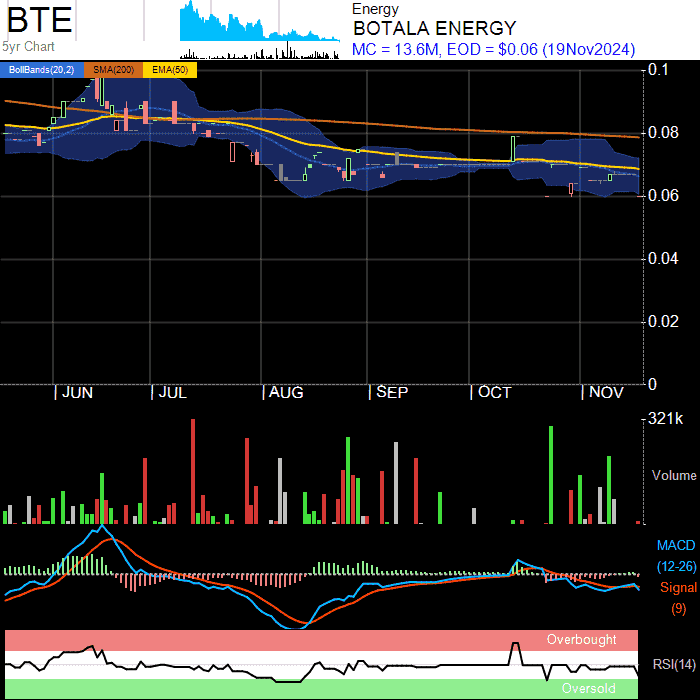 BTE
5yr Chart
Energy
BOTALA ENERGY
MC = 13.6M, EOD = $0.06 (19Nov2024)
BollBands(20,2) SMA(200) EMA(50)
0.1
0.08
0.06
0.04
0.02
0
JUN JUL AUG SEP OCT NOV
321k
Volume
MACD
(12-26)
Signal
(9)
Overbought
RSI(14)
Oversold